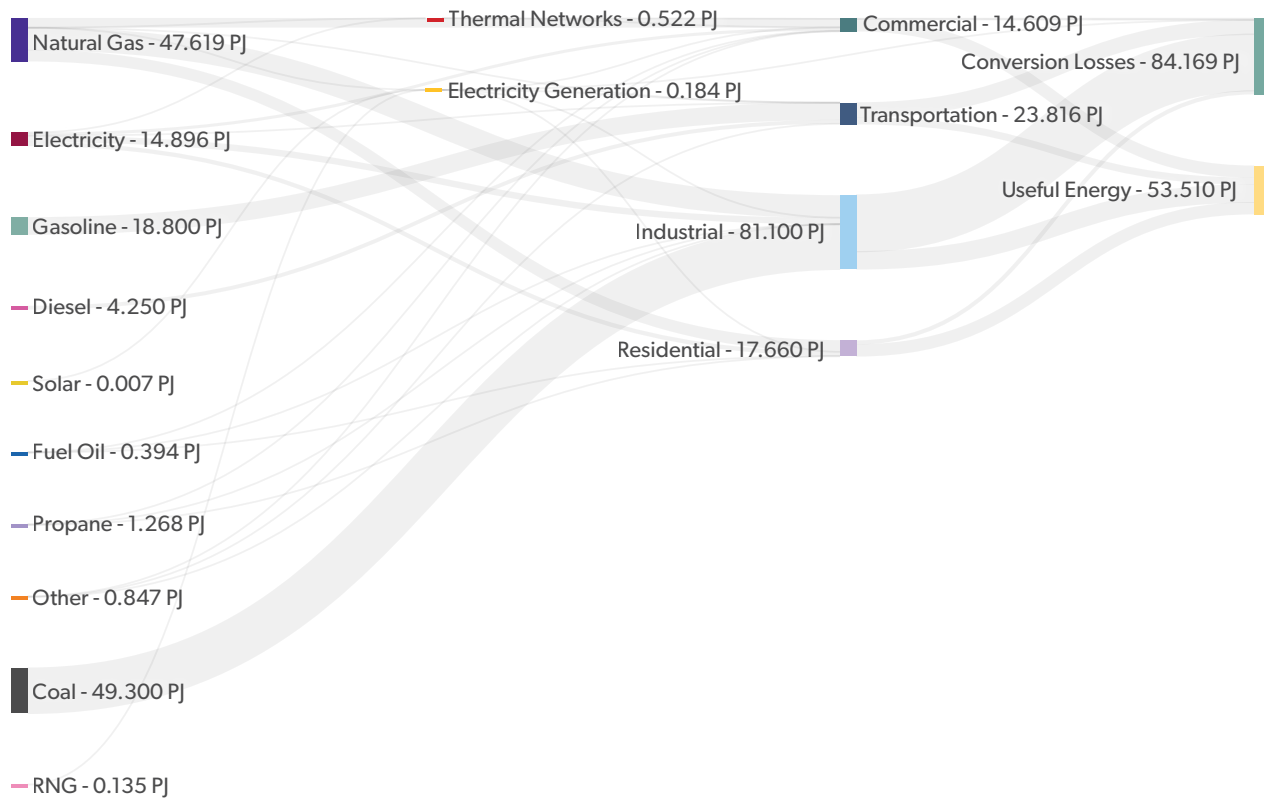 Thermal Networks - 0.522 PJ
Commercial - 14.609 PJ
Natural Gas - 47.619 PJ
Conversion Losses - 84.169 PJ
Electricity Generation - 0.184 PJ
Transportation - 23.816 PJ
Electricity - 14.896 PJ
Useful Energy - 53.510 PJ
Gasoline - 18.800 PJ
Industrial - 81.100 PJ
Diesel - 4.250 PJ
Residential - 17.660 PJ
Solar - 0.007 PJ
Fuel Oil - 0.394 PJ
Propane - 1.268 PJ
Other - 0.847 PJ
Coal - 49.300 PJ
RNG - 0.135 PJ